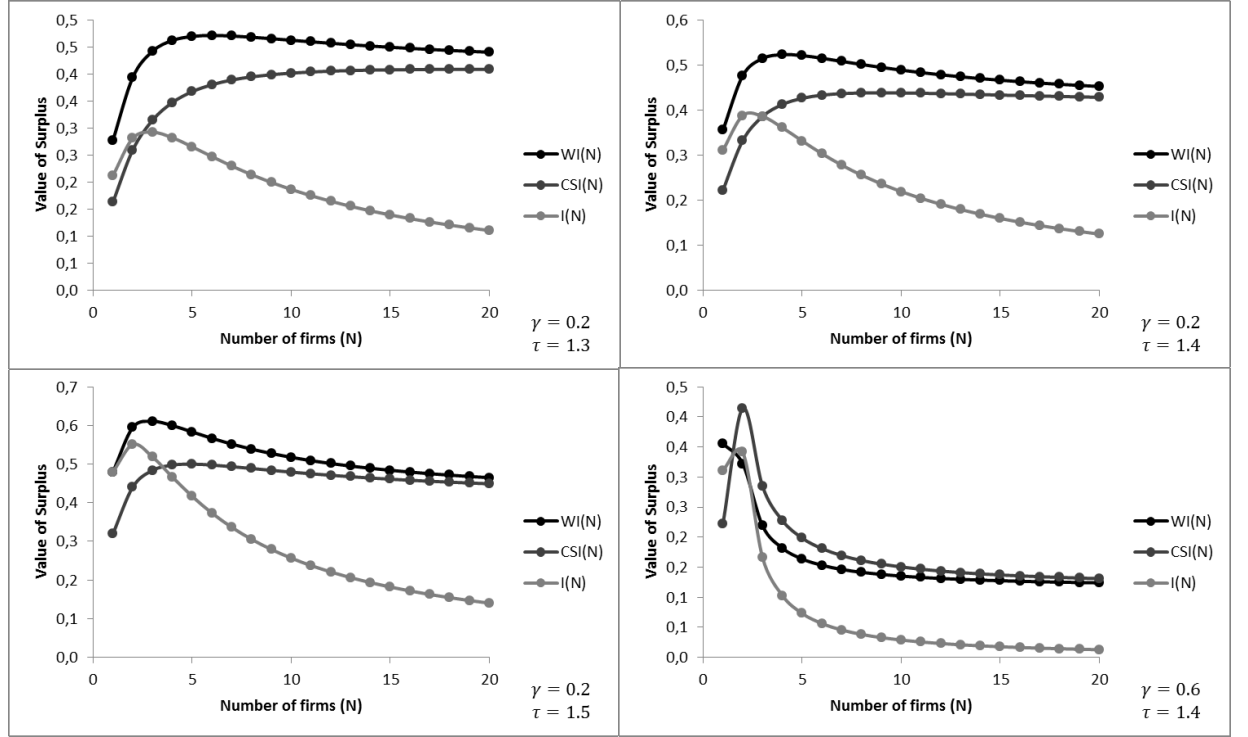 0,5
0,5
0,4
0,4
0,3
0,3
0,2
0,2
0,1
0,1
0,0
Value of Surplus
0 5 10 15 20
Number of firms (N)
WI(N)
CSI(N)
I(N)
γ = 0.2
τ = 1.3
0,6
0,5
0,4
0,3
0,2
0,1
0,0
Value of Surplus
0 5 10 15 20
Number of firms (N)
WI(N)
CSI(N)
I(N)
γ = 0.2
τ = 1.4
0,7
0,6
0,5
0,4
0,3
0,2
0,1
0,0
Value of Surplus
0 5 10 15 20
Number of firms (N)
WI(N)
CSI(N)
I(N)
γ = 0.2
τ = 1.5
0,5
0,4
0,4
0,3
0,3
0,2
0,2
0,1
0,1
0,0
Value of Surplus
0 5 10 15 20
Number of firms (N)
WI(N)
CSI(N)
I(N)
γ = 0.6
τ = 1.4